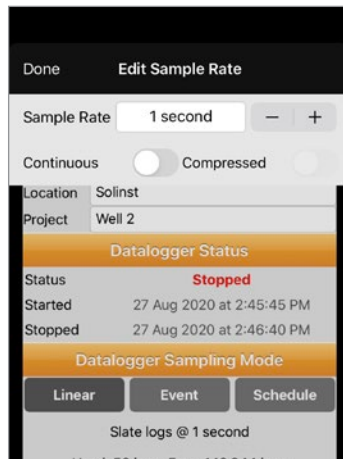 Done Edit Sample Rate
Sample Rate 1 second − +
Continuous Compressed
Location Solinst
Project Well 2
Datalogger Status
Status Stopped
Started 27 Aug 2020 at 2:45:45 PM
Stopped 27 Aug 2020 at 2:46:40 PM
Datalogger Sampling Mode
Linear Event Schedule
Slate logs @ 1 second